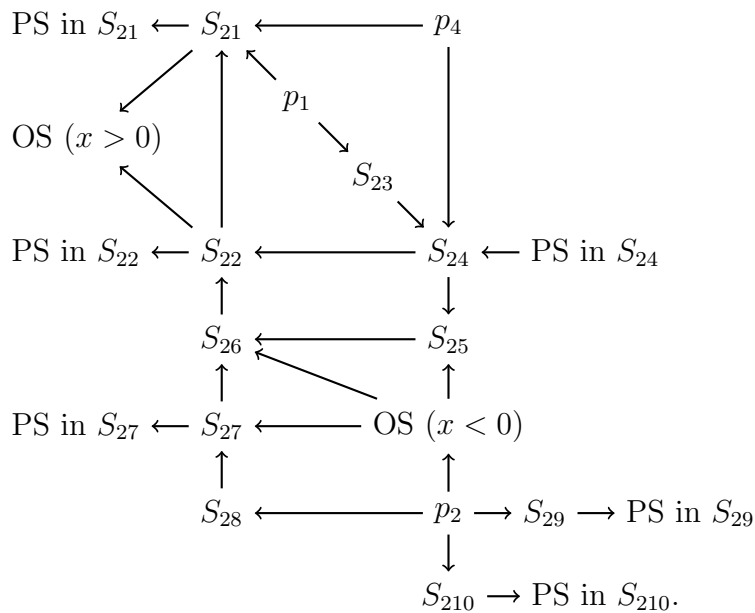 PS in S₂₁ S₂₁ p₄
p₁
OS (x > 0)
S₂₃
PS in S₂₂ S₂₂ S₂₄ PS in S₂₄
S₂₆ S₂₅
PS in S₂₇ S₂₇ OS (x < 0)
S₂₈ p₂ S₂₉ PS in S₂₉
S₂₁₀ PS in S₂₁₀.